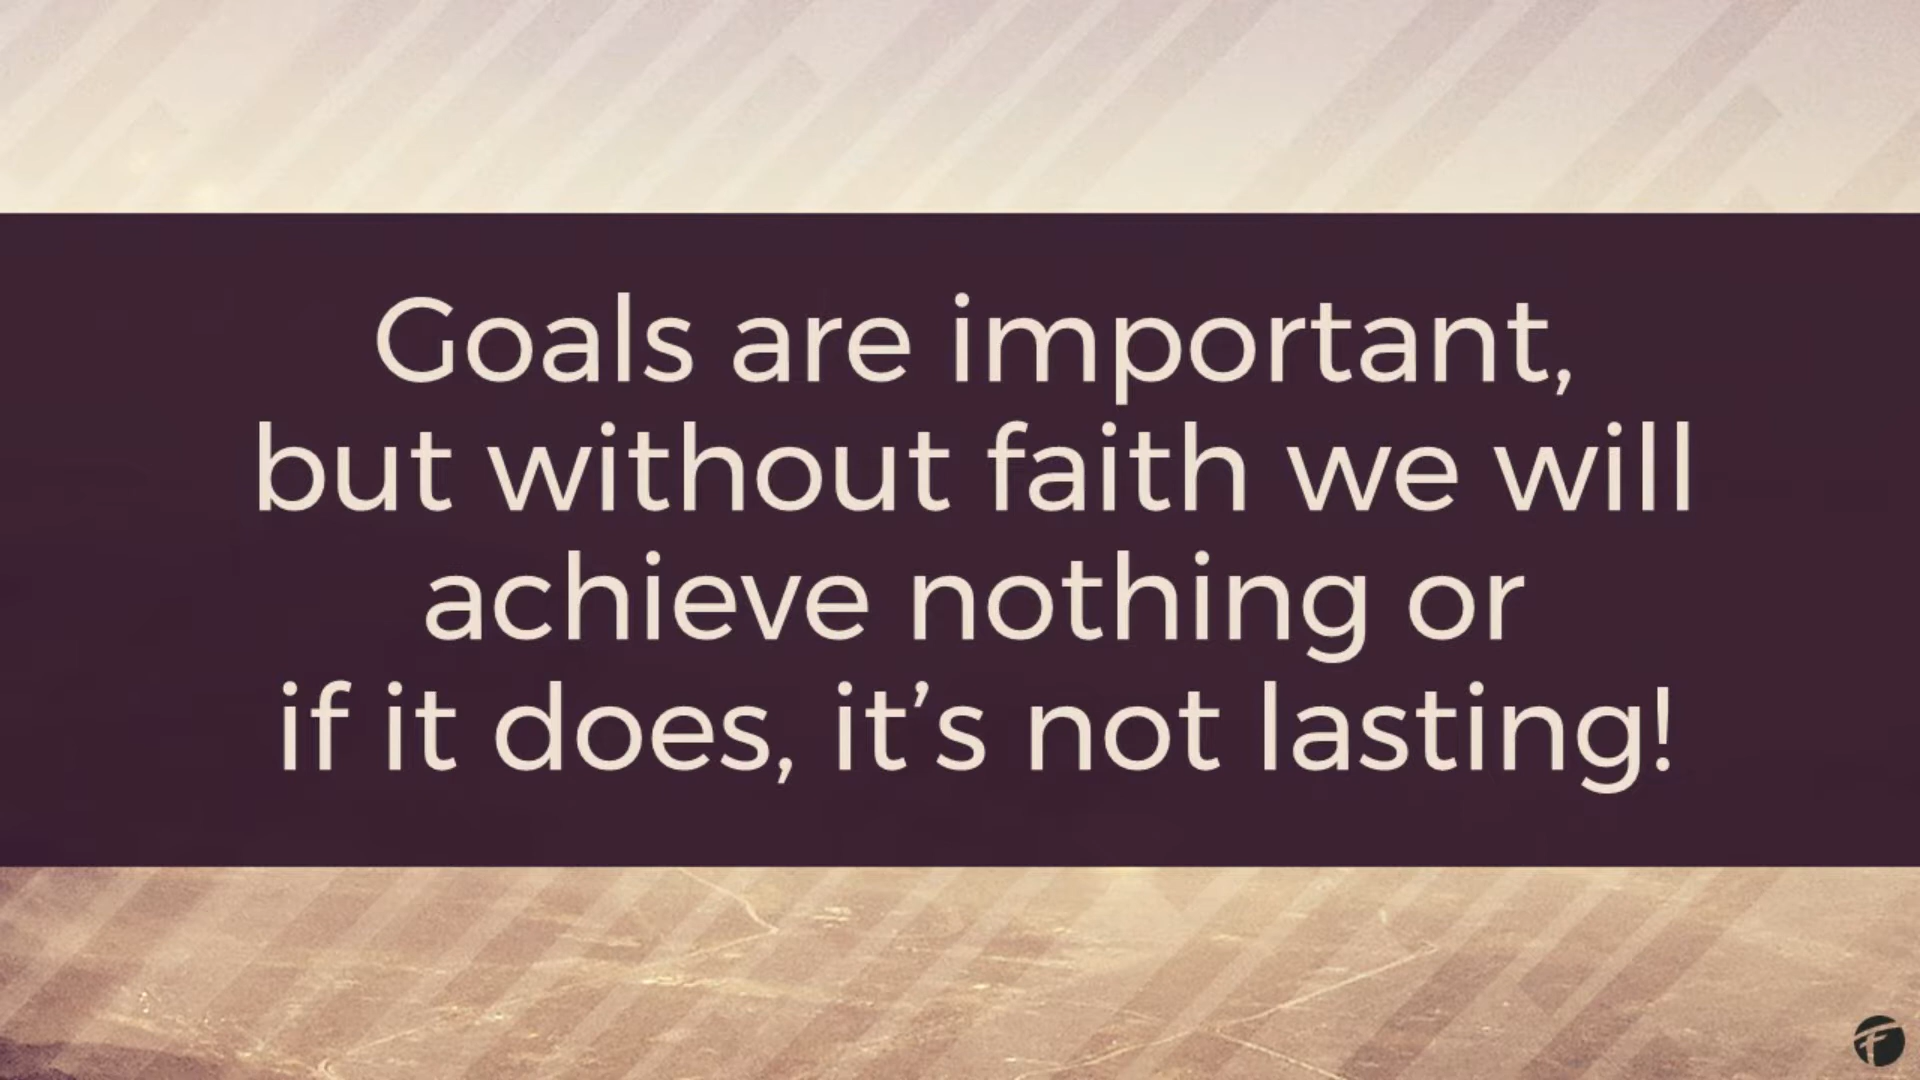 Goals are important,
but without faith we will
achieve nothing or
if it does, it’s not lasting!